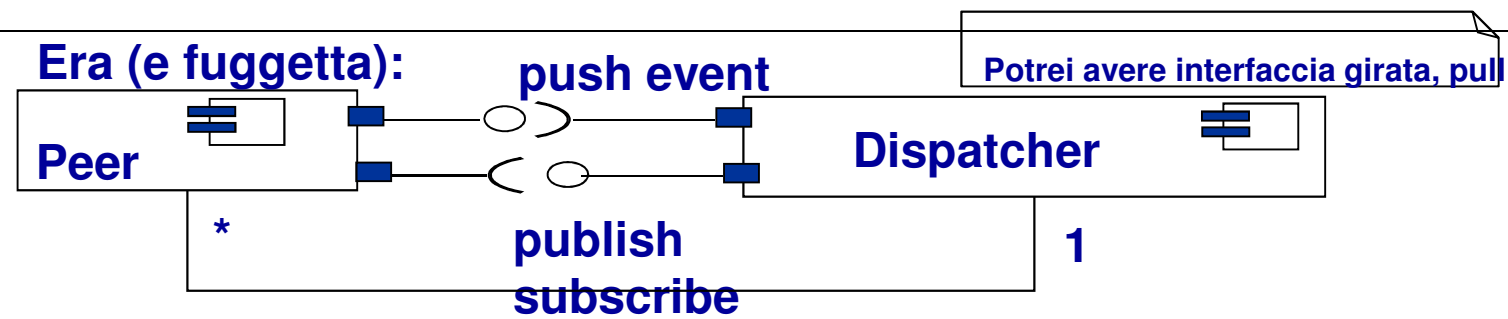 Era (e fuggetta):
push event
Potrei avere interfaccia girata, pull
Peer
Dispatcher
*
1
publish
subscribe